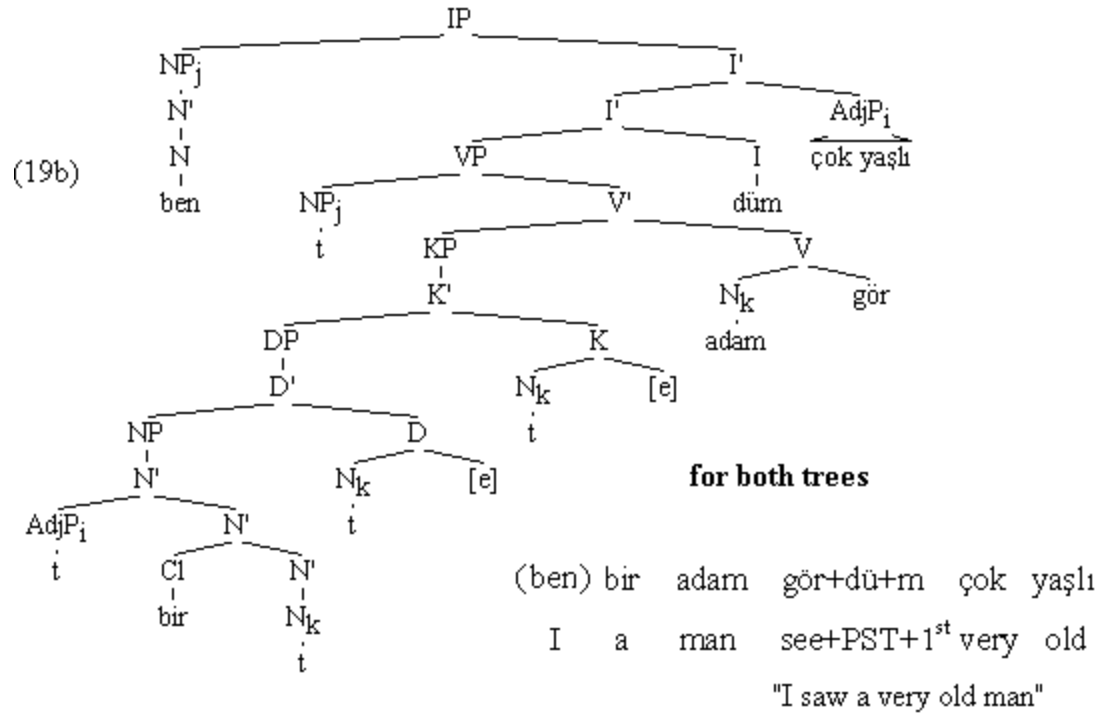 IP
NPj I'
N' I' AdjPi
(19b) N VP I çok yaşlı
ben NPj V' düm
t KP V
K' Nk gör
DP K adam
D' Nk [e]
NP D t
N' Nk [e] for both trees
AdjPi N' t
t Cl N' (ben) bir adam gör+dü+m çok yaşlı
bir Nk I a man see+PST+1st very old
t
"I saw a very old man"